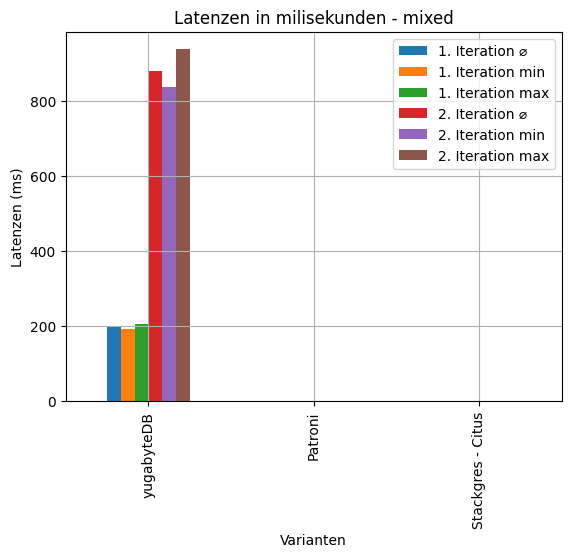 Latenzen in milisekunden - mixed
1. Iteration ⌀
1. Iteration min
1. Iteration max
2. Iteration ⌀
2. Iteration min
2. Iteration max
Latenzen (ms)
800
600
400
200
0
yugabyteDB
Patroni
Stackgres - Citus
Varianten